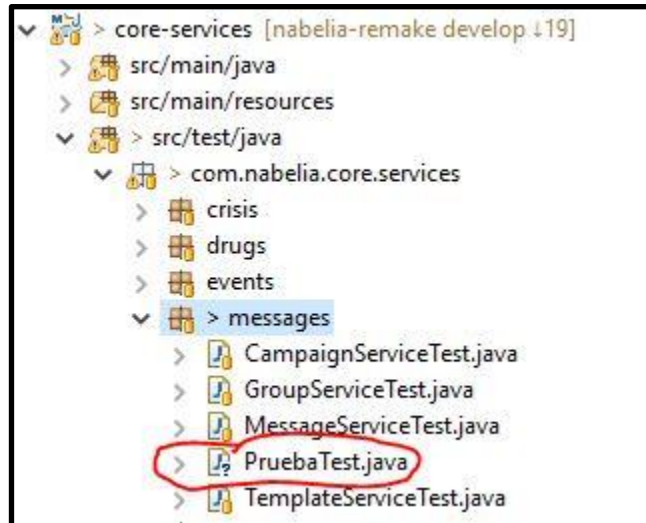 > core-services [nabelia-remake develop ↓19]
src/main/java
src/main/resources
> src/test/java
> com.nabelia.core.services
crisis
drugs
events
> messages
CampaignServiceTest.java
GroupServiceTest.java
MessageServiceTest.java
PruebaTest.java
TemplateServiceTest.java